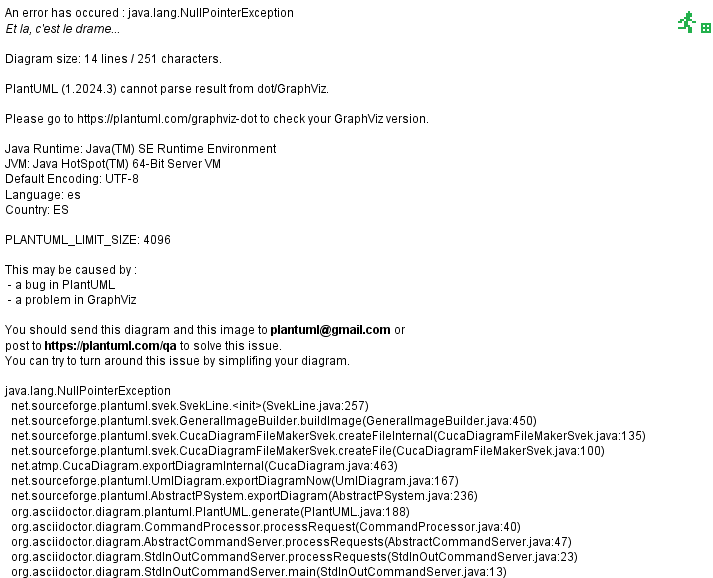 An error has occured : java.lang.NullPointerException
Et la, c'est le drame...
Diagram size: 14 lines / 251 characters.
PlantUML (1.2024.3) cannot parse result from dot/GraphViz.
Please go to https://plantuml.com/graphviz-dot to check your GraphViz version.
Java Runtime: Java(TM) SE Runtime Environment
JVM: Java HotSpot(TM) 64-Bit Server VM
Default Encoding: UTF-8
Language: es
Country: ES
PLANTUML_LIMIT_SIZE: 4096
This may be caused by :
- a bug in PlantUML
- a problem in GraphViz
You should send this diagram and this image to plantuml@gmail.com or
post to https://plantuml.com/qa to solve this issue.
You can try to turn around this issue by simplifing your diagram.
java.lang.NullPointerException
net.sourceforge.plantuml.svek.SvekLine.<init>(SvekLine.java:257)
net.sourceforge.plantuml.svek.GeneralImageBuilder.buildImage(GeneralImageBuilder.java:450)
net.sourceforge.plantuml.svek.CucaDiagramFileMakerSvek.createFileInternal(CucaDiagramFileMakerSvek.java:135)
net.sourceforge.plantuml.svek.CucaDiagramFileMakerSvek.createFile(CucaDiagramFileMakerSvek.java:100)
net.atmp.CucaDiagram.exportDiagramInternal(CucaDiagram.java:463)
net.sourceforge.plantuml.UmlDiagram.exportDiagramNow(UmlDiagram.java:167)
net.sourceforge.plantuml.AbstractPSystem.exportDiagram(AbstractPSystem.java:236)
org.asciidoctor.diagram.plantuml.PlantUML.generate(PlantUML.java:188)
org.asciidoctor.diagram.CommandProcessor.processRequest(CommandProcessor.java:40)
org.asciidoctor.diagram.AbstractCommandServer.processRequests(AbstractCommandServer.java:47)
org.asciidoctor.diagram.StdInOutCommandServer.processRequests(StdInOutCommandServer.java:23)
org.asciidoctor.diagram.StdInOutCommandServer.main(StdInOutCommandServer.java:13)